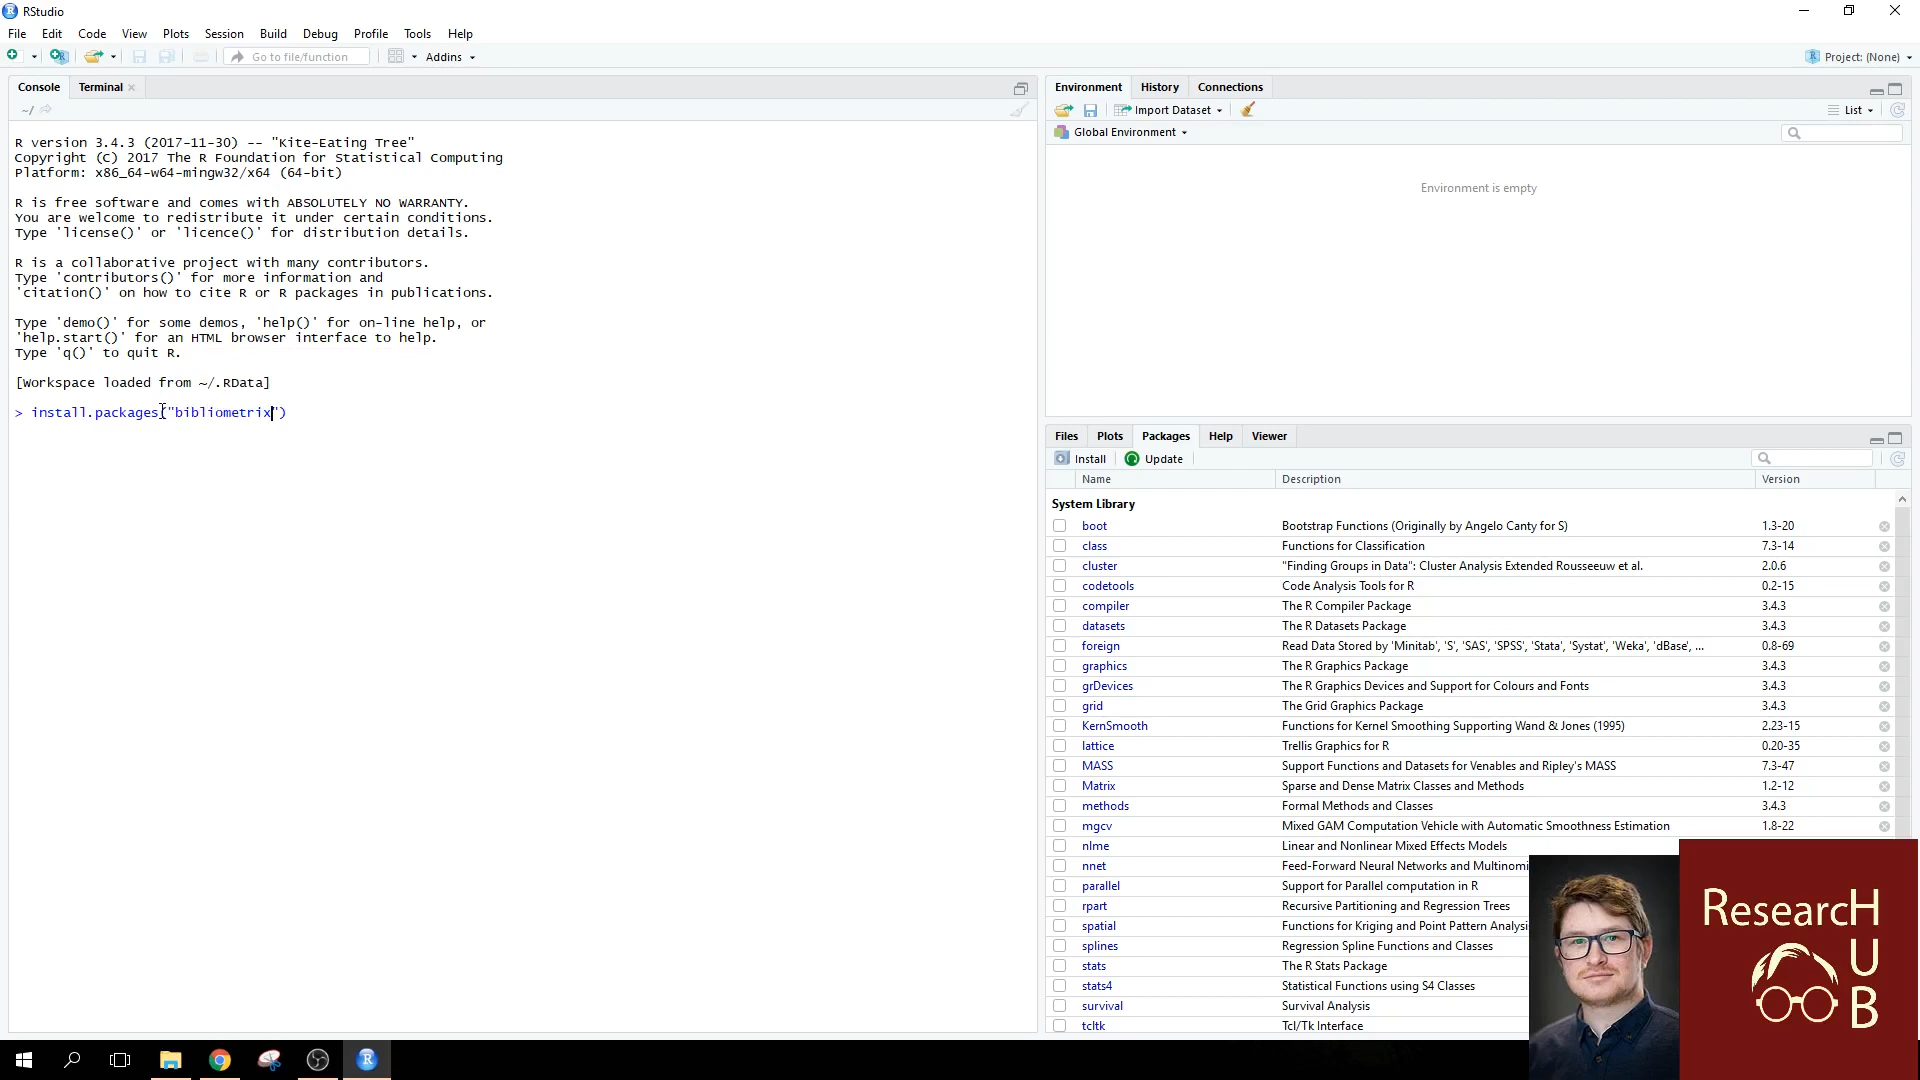 RStudio
File Edit Code View Plots Session Build Debug Profile Tools Help
Go to file/function Addins Project: (None)
Console Terminal
~/
R version 3.4.3 (2017-11-30) -- "Kite-Eating Tree"
Copyright (C) 2017 The R Foundation for Statistical Computing
Platform: x86_64-w64-mingw32/x64 (64-bit)
R is free software and comes with ABSOLUTELY NO WARRANTY.
You are welcome to redistribute it under certain conditions.
Type 'license()' or 'licence()' for distribution details.
R is a collaborative project with many contributors.
Type 'contributors()' for more information and
'citation()' on how to cite R or R packages in publications.
Type 'demo()' for some demos, 'help()' for on-line help, or
'help.start()' for an HTML browser interface to help.
Type 'q()' to quit R.
[Workspace loaded from ~/.RData]
> install.packages("bibliometrix")
Environment History Connections
Import Dataset List
Global Environment
Environment is empty
Files Plots Packages Help Viewer
Install Update
Name Description Version
System Library
boot Bootstrap Functions (Originally by Angelo Canty for S) 1.3-20
class Functions for Classification 7.3-14
cluster "Finding Groups in Data": Cluster Analysis Extended Rousseeuw et al. 2.0.6
codetools Code Analysis Tools for R 0.2-15
compiler The R Compiler Package 3.4.3
datasets The R Datasets Package 3.4.3
foreign Read Data Stored by 'Minitab', 'S', 'SAS', 'SPSS', 'Stata', 'Systat', 'Weka', 'dBase', ... 0.8-69
graphics The R Graphics Package 3.4.3
grDevices The R Graphics Devices and Support for Colours and Fonts 3.4.3
grid The Grid Graphics Package 3.4.3
KernSmooth Functions for Kernel Smoothing Supporting Wand & Jones (1995) 2.23-15
lattice Trellis Graphics for R 0.20-35
MASS Support Functions and Datasets for Venables and Ripley's MASS 7.3-47
Matrix Sparse and Dense Matrix Classes and Methods 1.2-12
methods Formal Methods and Classes 3.4.3
mgcv Mixed GAM Computation Vehicle with Automatic Smoothness Estimation 1.8-22
nlme Linear and Nonlinear Mixed Effects Models
nnet Feed-Forward Neural Networks and Multinomi
parallel Support for Parallel computation in R
rpart Recursive Partitioning and Regression Trees
spatial Functions for Kriging and Point Pattern Analysi
splines Regression Spline Functions and Classes
stats The R Stats Package
stats4 Statistical Functions using S4 Classes
survival Survival Analysis
tcltk Tcl/Tk Interface
ResearcH
U
B